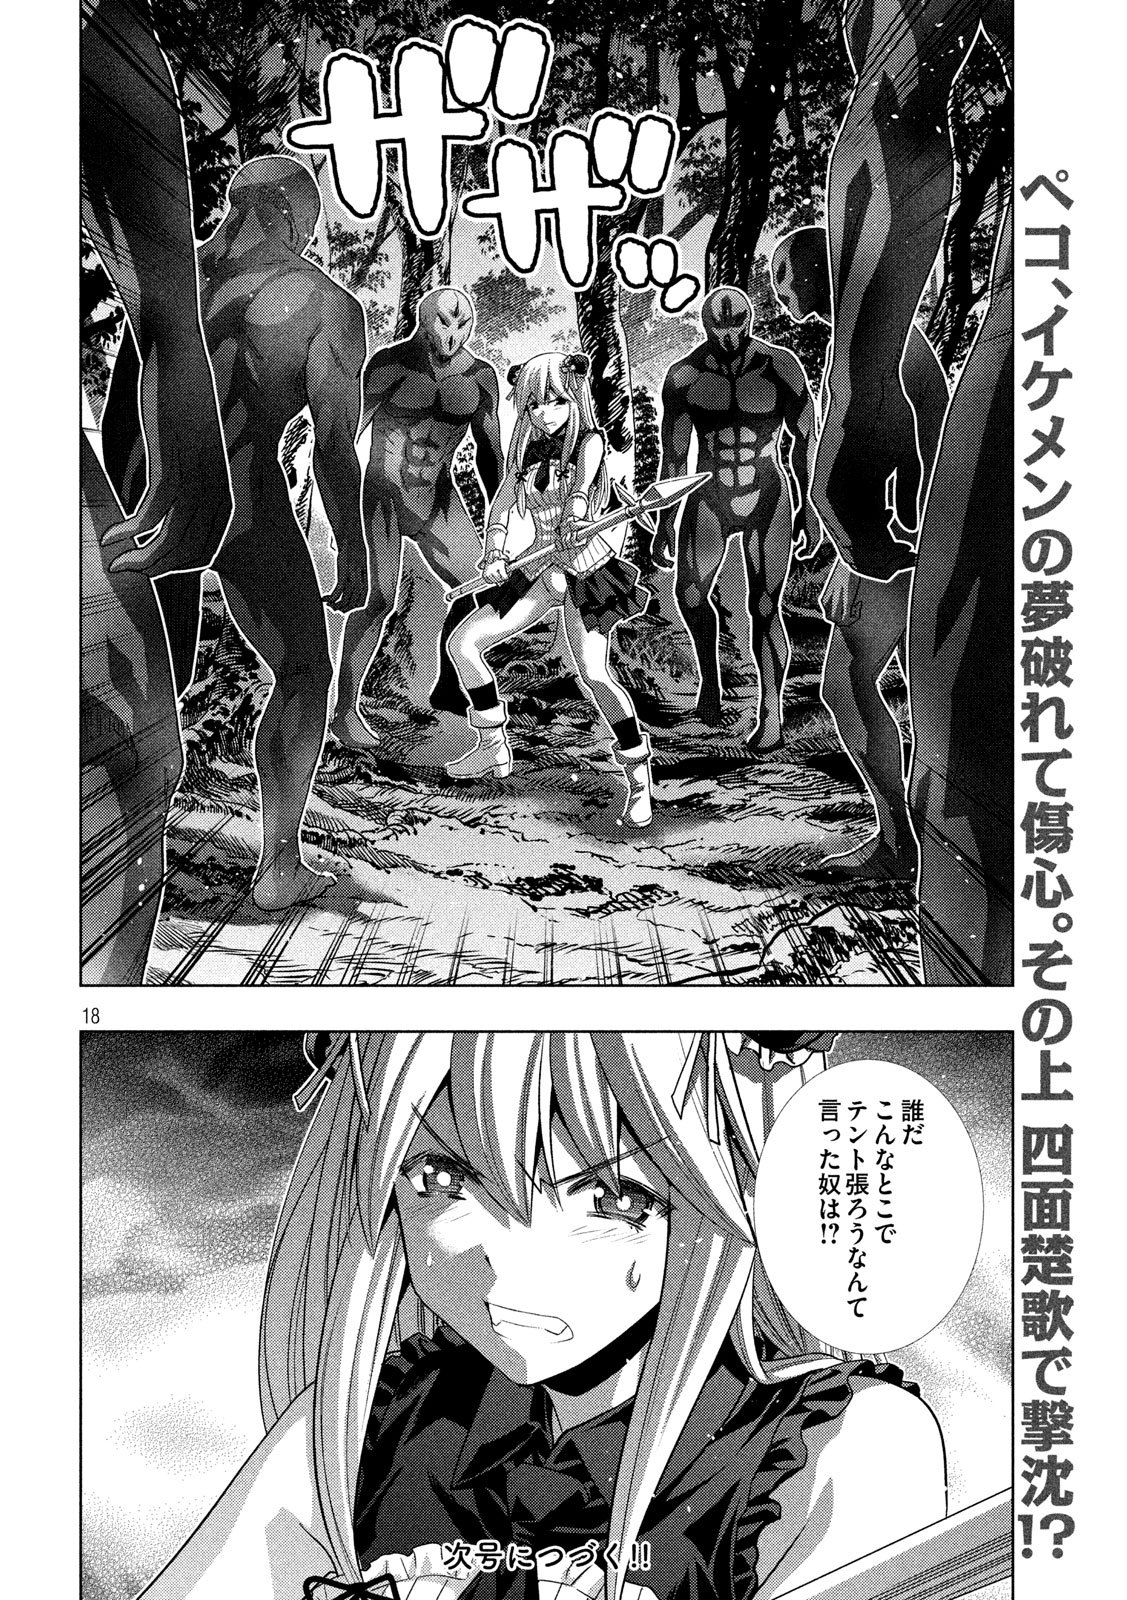 ザザッ
ペコ、イケメンの夢破れて傷心。その上 四面楚歌で撃沈!?
18
誰だ
こんなとこで
テント張ろうなんて
言った奴は!?
次号につづく!!